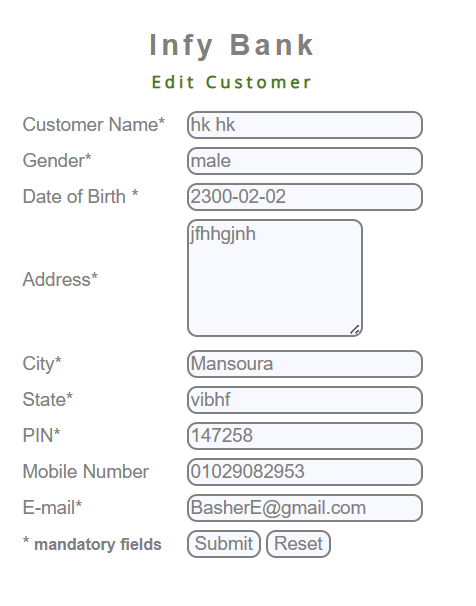 Infy Bank
Edit Customer
Customer Name* hk hk
Gender* male
Date of Birth * 2300-02-02
Address* jfhhgjnh
City* Mansoura
State* vibhf
PIN* 147258
Mobile Number 01029082953
E-mail* BasherE@gmail.com
* mandatory fields Submit Reset